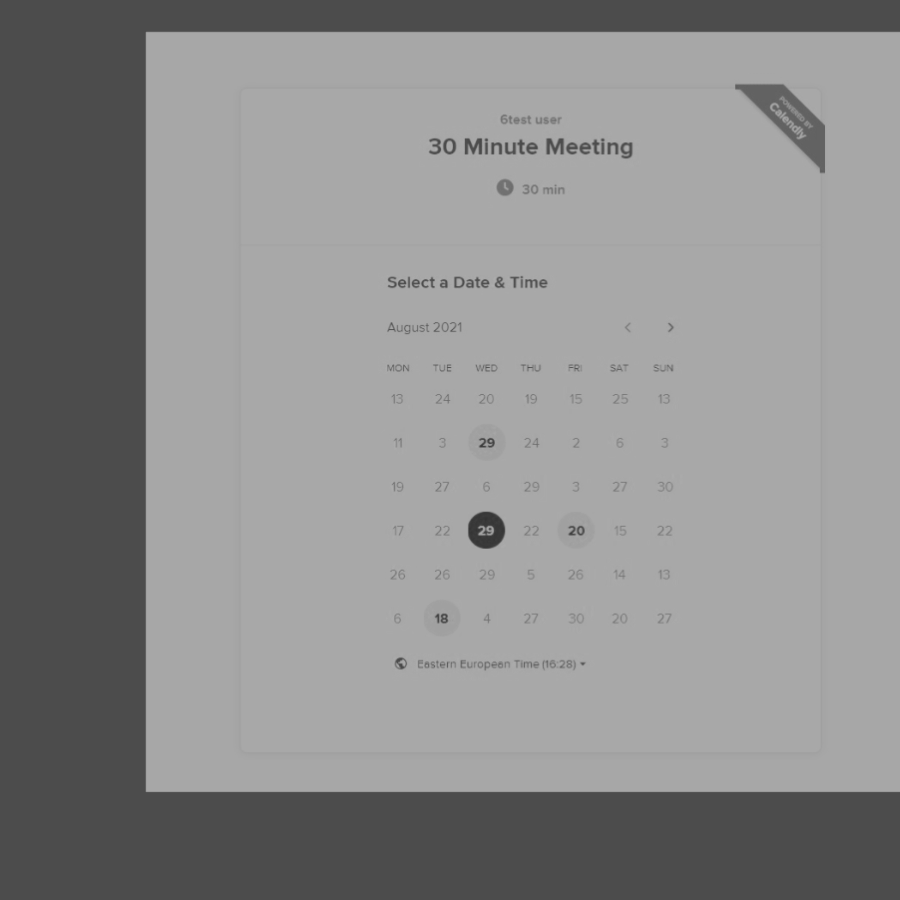 POWERED BY
Calendly
6test user
30 Minute Meeting
30 min
Select a Date & Time
August 2021
MON TUE WED THU FRI SAT SUN
13 24 20 19 15 25 13
11 3 29 24 2 6 3
19 27 6 29 3 27 30
17 22 29 22 20 15 22
26 26 29 5 26 14 13
6 18 4 27 30 20 27
Eastern European Time (16:28)